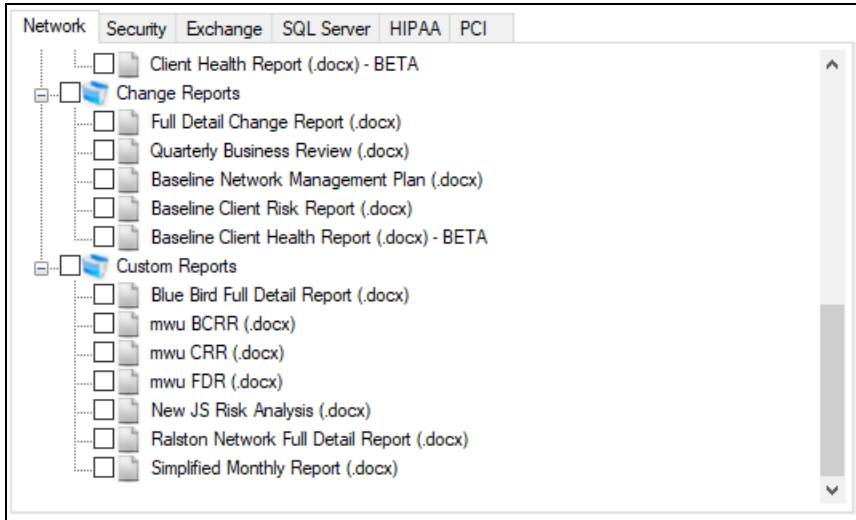 Network Security Exchange SQL Server HIPAA PCI
Client Health Report (.docx) - BETA
Change Reports
Full Detail Change Report (.docx)
Quarterly Business Review (.docx)
Baseline Network Management Plan (.docx)
Baseline Client Risk Report (.docx)
Baseline Client Health Report (.docx) - BETA
Custom Reports
Blue Bird Full Detail Report (.docx)
mwu BCRR (.docx)
mwu CRR (.docx)
mwu FDR (.docx)
New JS Risk Analysis (.docx)
Ralston Network Full Detail Report (.docx)
Simplified Monthly Report (.docx)